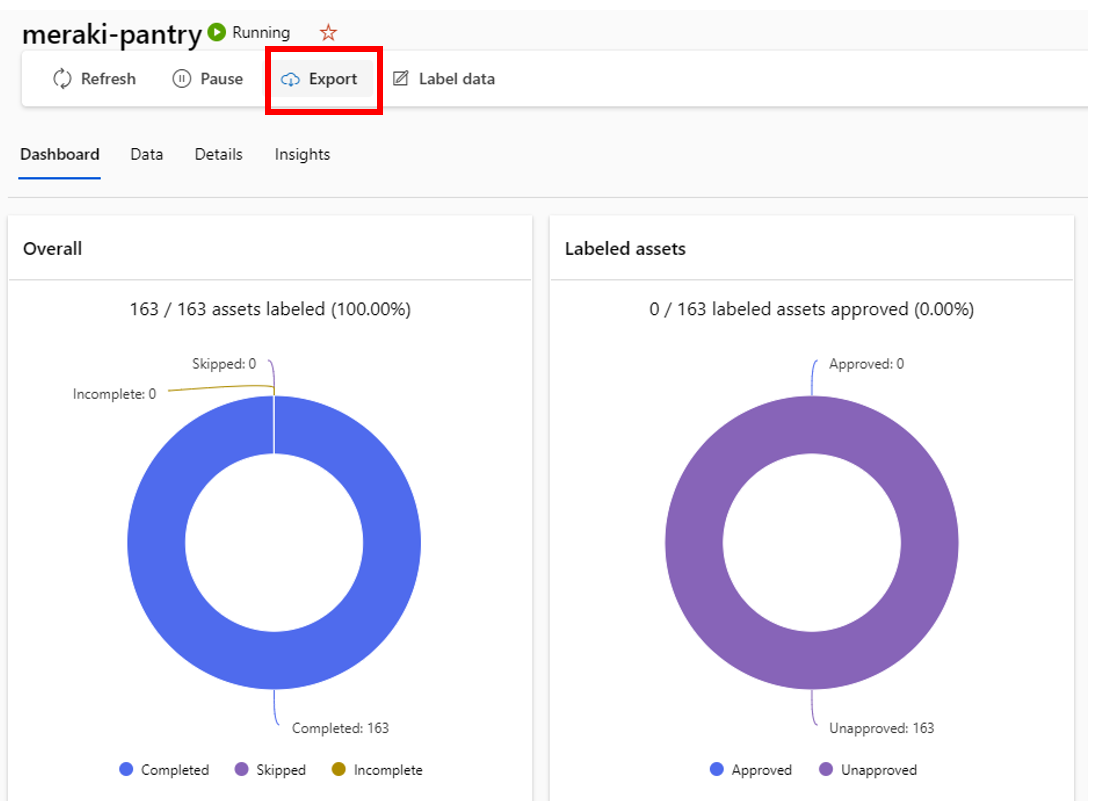 meraki-pantry Running
Refresh Pause Export Label data
Dashboard Data Details Insights
Overall
163 / 163 assets labeled (100.00%)
Skipped: 0
Incomplete: 0
Completed: 163
Completed Skipped Incomplete
Labeled assets
0 / 163 labeled assets approved (0.00%)
Approved: 0
Unapproved: 163
Approved Unapproved